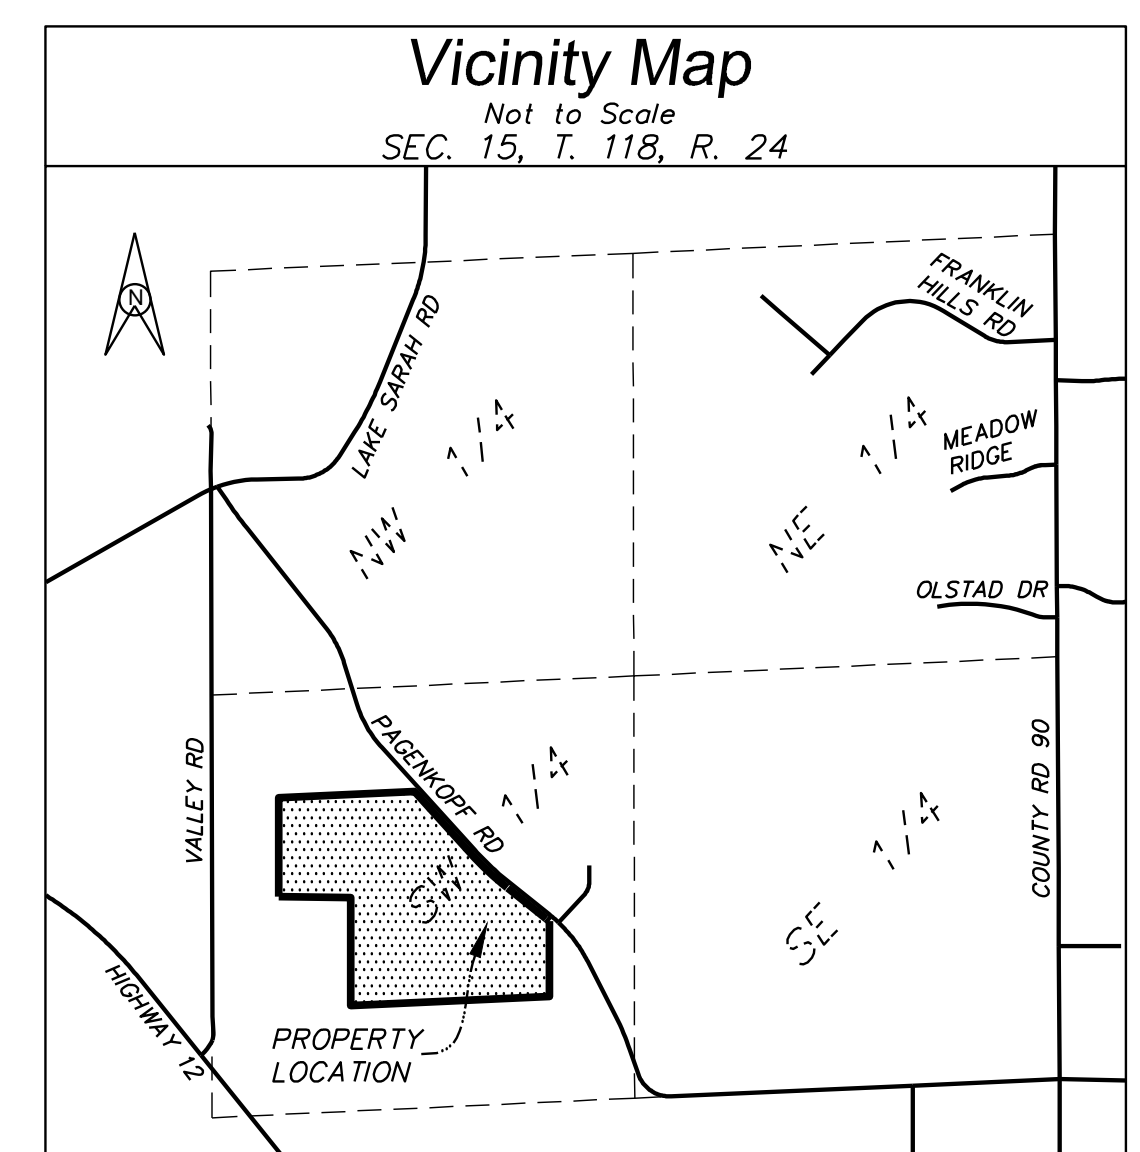 Vicinity Map
Not to Scale
SEC. 15, T. 118, R. 24
N
FRANKLIN
HILLS RD
LAKE SARAH RD
1/4
NW
1/4
NE
MEADOW
RIDGE
OLSTAD DR
PAGENKOPF RD
VALLEY RD
1/4
SW
1/4
SE
COUNTY RD 90
HIGHWAY 12
PROPERTY
LOCATION